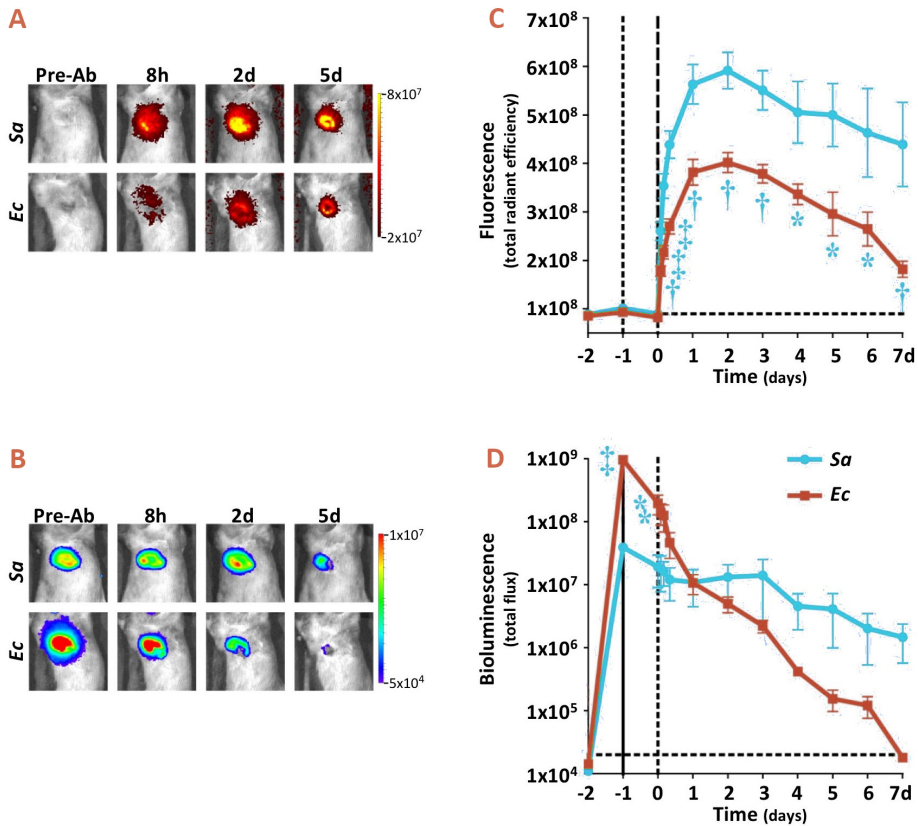 A
Pre-Ab 8h 2d 5d
Sa
Ec
8x10⁷
2x10⁷
B
Pre-Ab 8h 2d 5d
Sa
Ec
1x10⁷
5x10⁴
C
7x10⁸
6x10⁸
5x10⁸
4x10⁸
3x10⁸
2x10⁸
1x10⁸
Fluorescence
(total radiant efficiency)
‡
‡
‡
†
†
†
†
*
*
*
†
-2 -1 0 1 2 3 4 5 6 7d
Time (days)
D
Sa
Ec
1x10⁹
1x10⁸
1x10⁷
1x10⁶
1x10⁵
1x10⁴
Bioluminescence
(total flux)
‡
*
*
-2 -1 0 1 2 3 4 5 6 7d
Time (days)